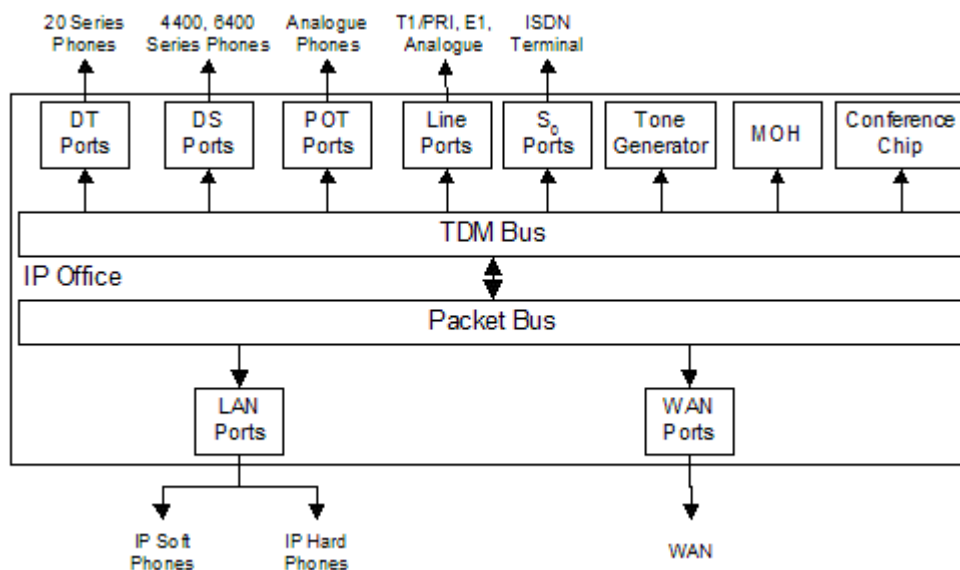 20 Series
Phones
4400, 6400
Series Phones
Analogue
Phones
T1/PRI, E1,
Analogue
ISDN
Terminal
DT
Ports
DS
Ports
POT
Ports
Line
Ports
S0
Ports
Tone
Generator
MOH
Conference
Chip
TDM Bus
IP Office
Packet Bus
LAN
Ports
WAN
Ports
IP Soft
Phones
IP Hard
Phones
WAN